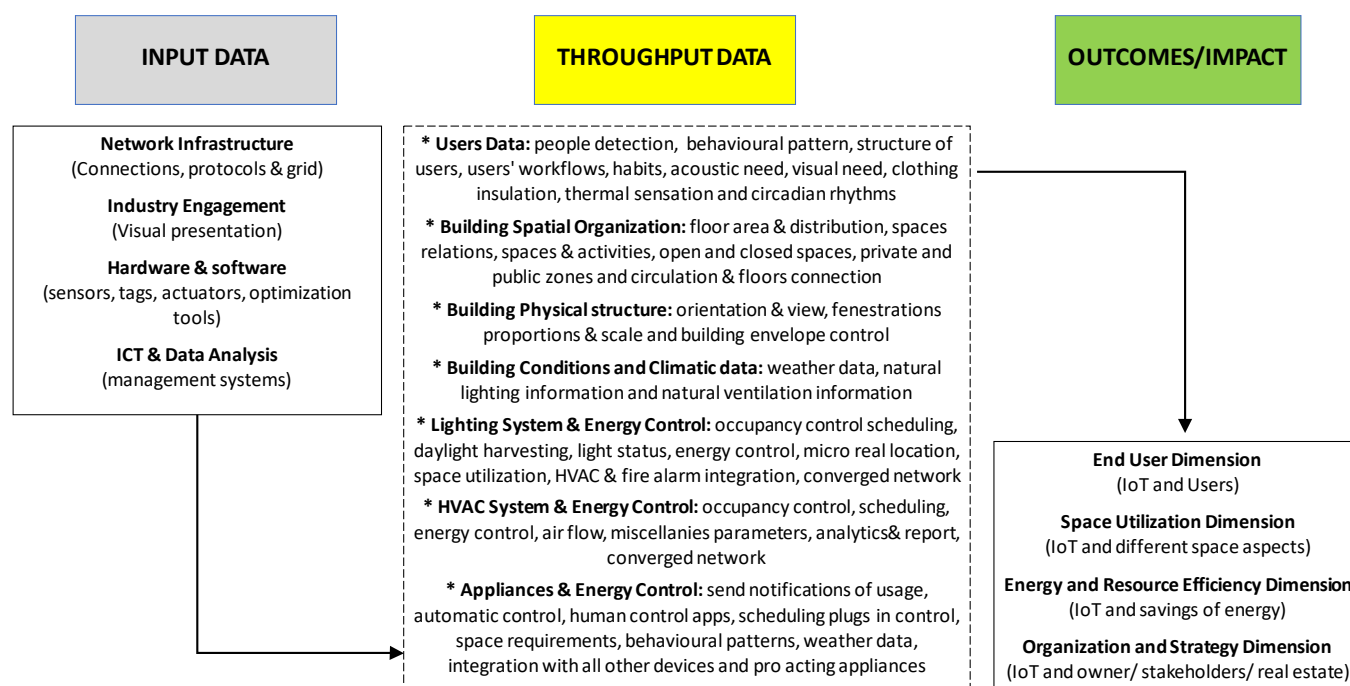 INPUT DATA
THROUGHPUT DATA
OUTCOMES/IMPACT
Network Infrastructure
(Connections, protocols & grid)
Industry Engagement
(Visual presentation)
Hardware & software
(sensors, tags, actuators, optimization
tools)
ICT & Data Analysis
(management systems)
* Users Data: people detection, behavioural pattern, structure of
users, users' workflows, habits, acoustic need, visual need, clothing
insulation, thermal sensation and circadian rhythms
* Building Spatial Organization: floor area & distribution, spaces
relations, spaces & activities, open and closed spaces, private and
public zones and circulation & floors connection
* Building Physical structure: orientation & view, fenestrations
proportions & scale and building envelope control
* Building Conditions and Climatic data: weather data, natural
lighting information and natural ventilation information
* Lighting System & Energy Control: occupancy control scheduling,
daylight harvesting, light status, energy control, micro real location,
space utilization, HVAC & fire alarm integration, converged network
* HVAC System & Energy Control: occupancy control, scheduling,
energy control, air flow, miscellanies parameters, analytics& report,
converged network
* Appliances & Energy Control: send notifications of usage,
automatic control, human control apps, scheduling plugs in control,
space requirements, behavioural patterns, weather data,
integration with all other devices and pro acting appliances
End User Dimension
(IoT and Users)
Space Utilization Dimension
(IoT and different space aspects)
Energy and Resource Efficiency Dimension
(IoT and savings of energy)
Organization and Strategy Dimension
(IoT and owner/ stakeholders/ real estate)